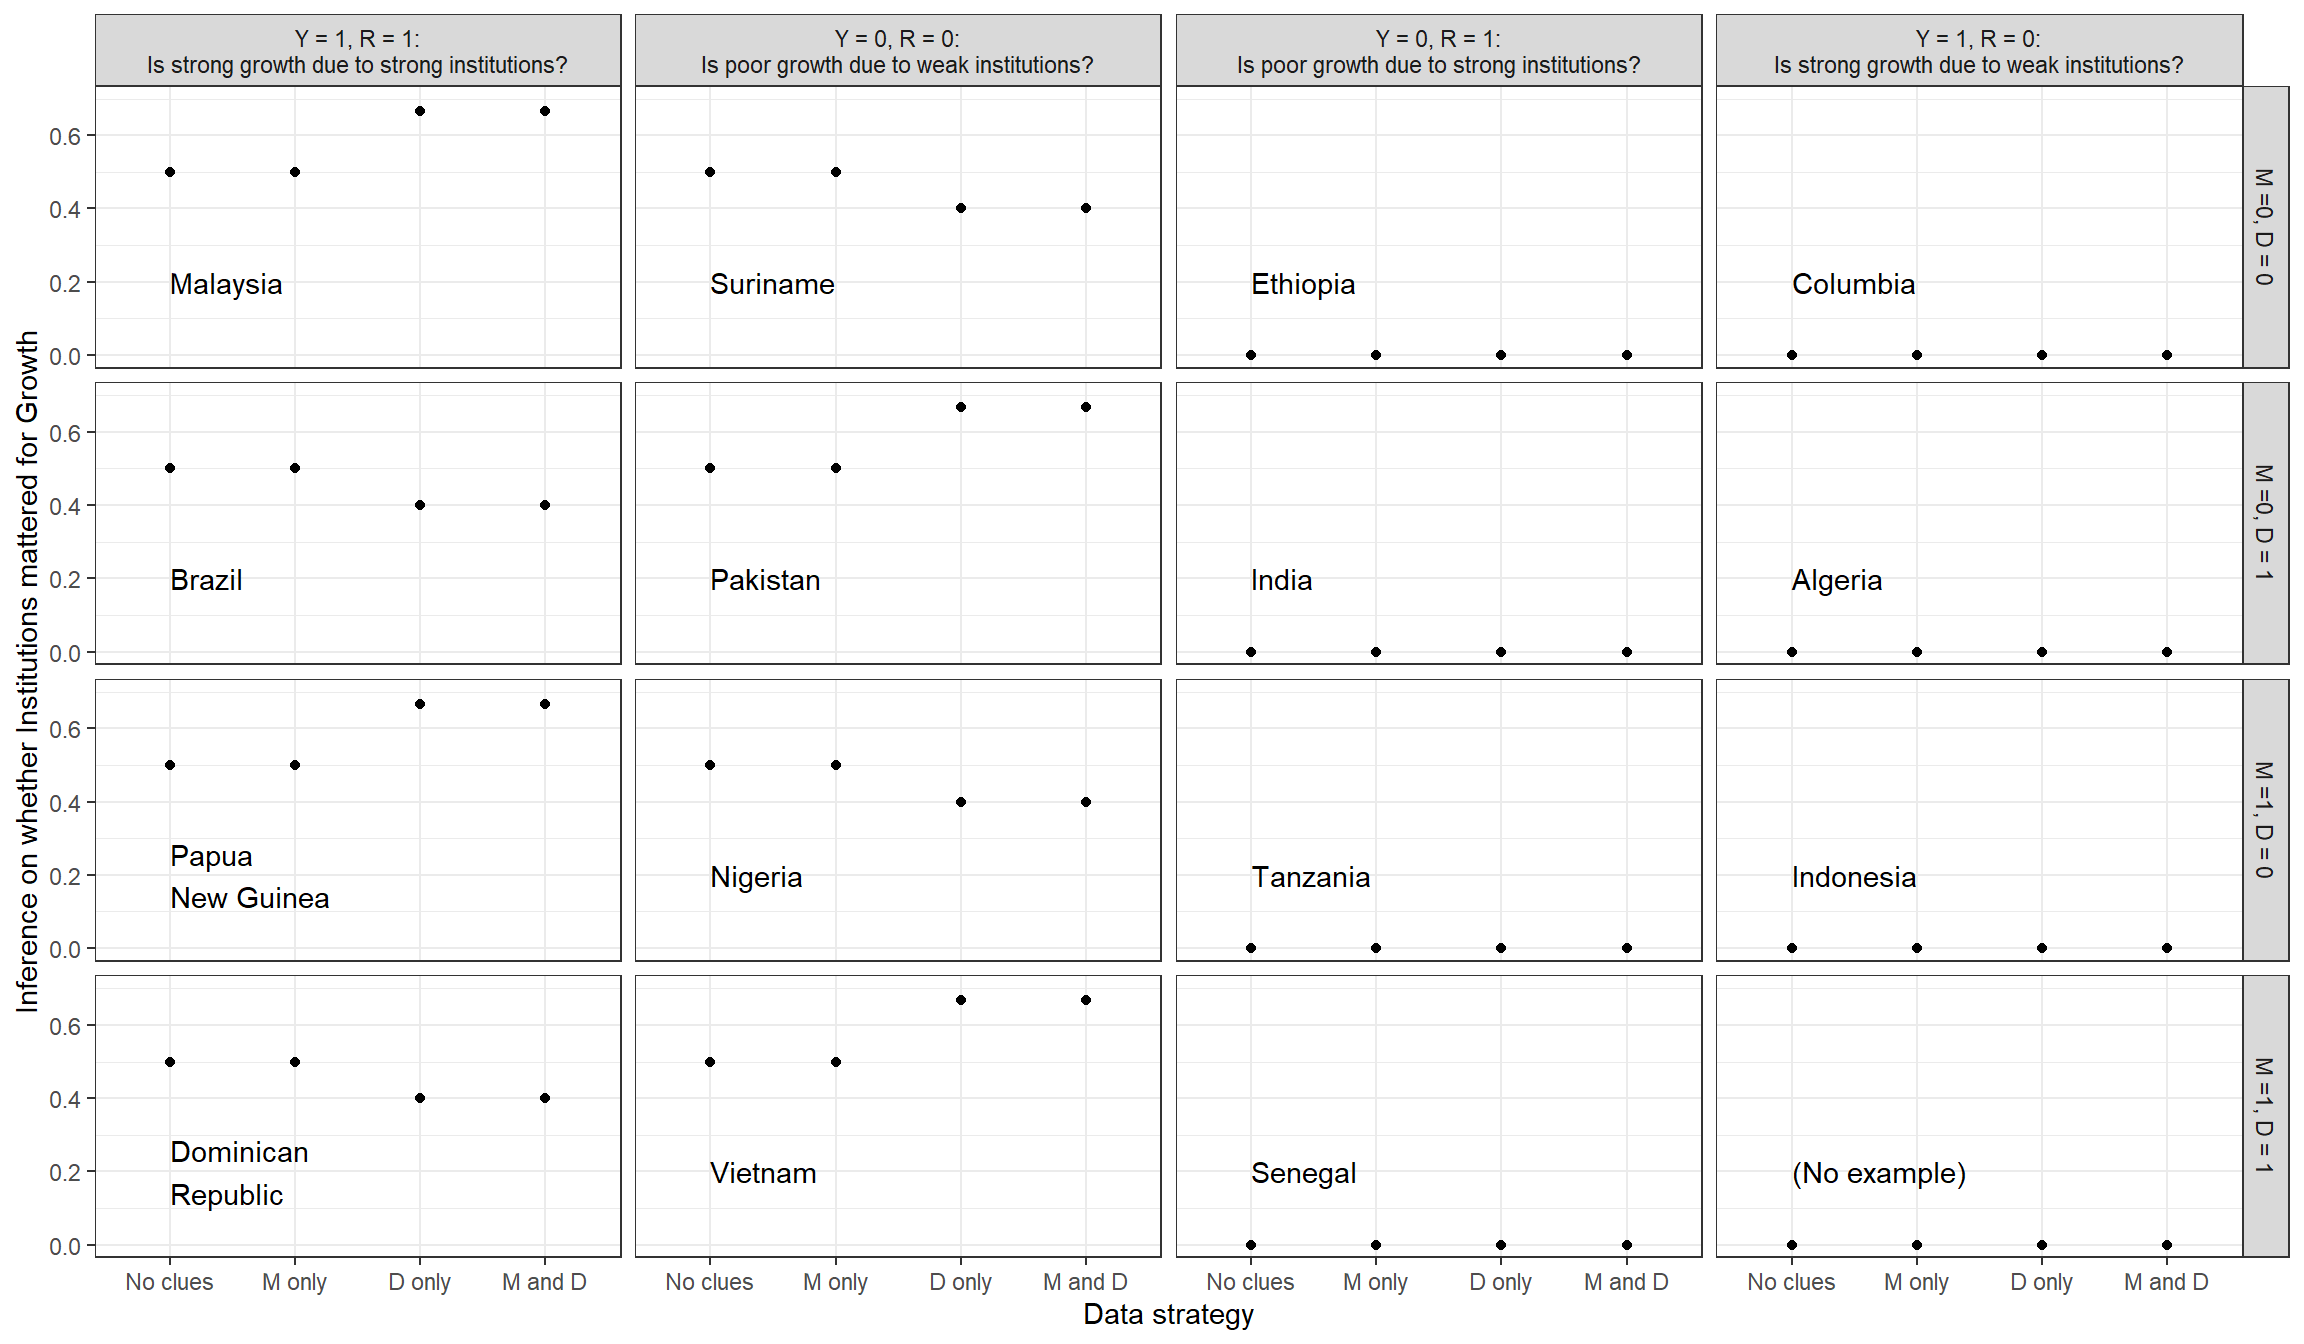 Y = 1, R = 1:
Is strong growth due to strong institutions?
Y = 0, R = 0:
Is poor growth due to weak institutions?
Y = 0, R = 1:
Is poor growth due to strong institutions?
Y = 1, R = 0:
Is strong growth due to weak institutions?
Inference on whether Institutions mattered for Growth
0.6
0.4
0.2
0.0
Malaysia
Suriname
Ethiopia
Columbia
M =0, D = 0
0.6
0.4
0.2
0.0
Brazil
Pakistan
India
Algeria
M =0, D = 1
0.6
0.4
0.2
0.0
Papua
New Guinea
Nigeria
Tanzania
Indonesia
M =1, D = 0
0.6
0.4
0.2
0.0
Dominican
Republic
Vietnam
Senegal
(No example)
M =1, D = 1
No clues M only D only M and D
No clues M only D only M and D
No clues M only D only M and D
No clues M only D only M and D
Data strategy